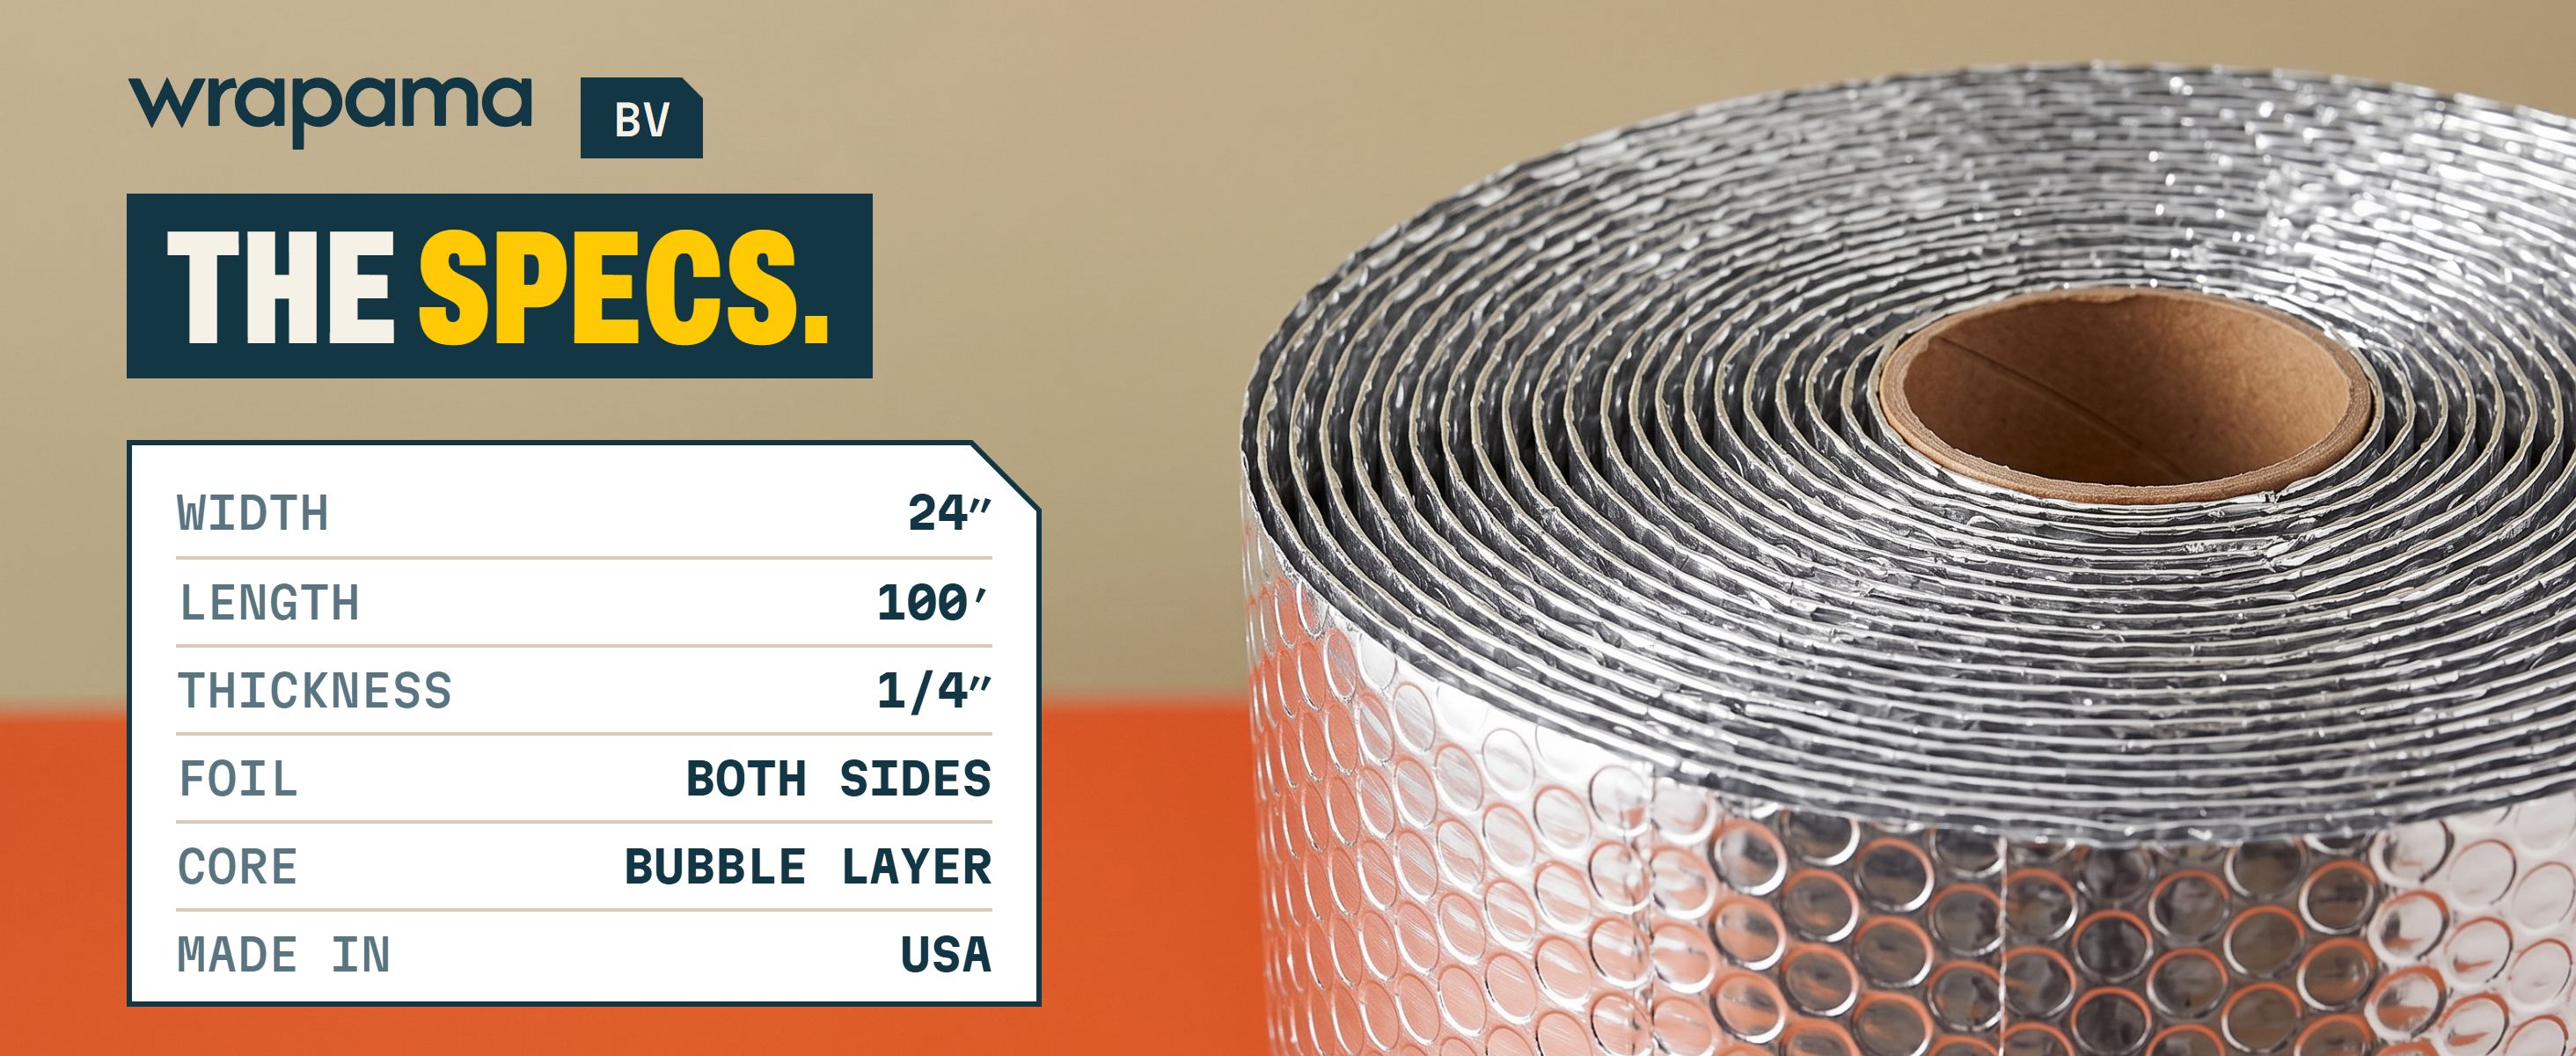 wrapama BV
THE SPECS.
WIDTH 24″
LENGTH 100′
THICKNESS 1/4″
FOIL BOTH SIDES
CORE BUBBLE LAYER
MADE IN USA